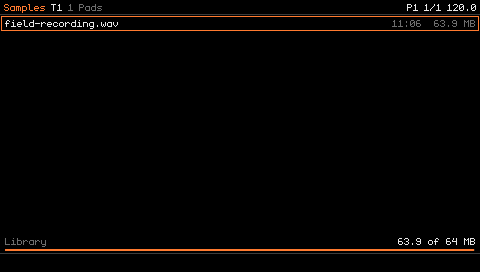 Samples T1 1 Pads P1 1/1 120.0
field-recording.wav 11:06 63.9 MB
Library 63.9 of 64 MB